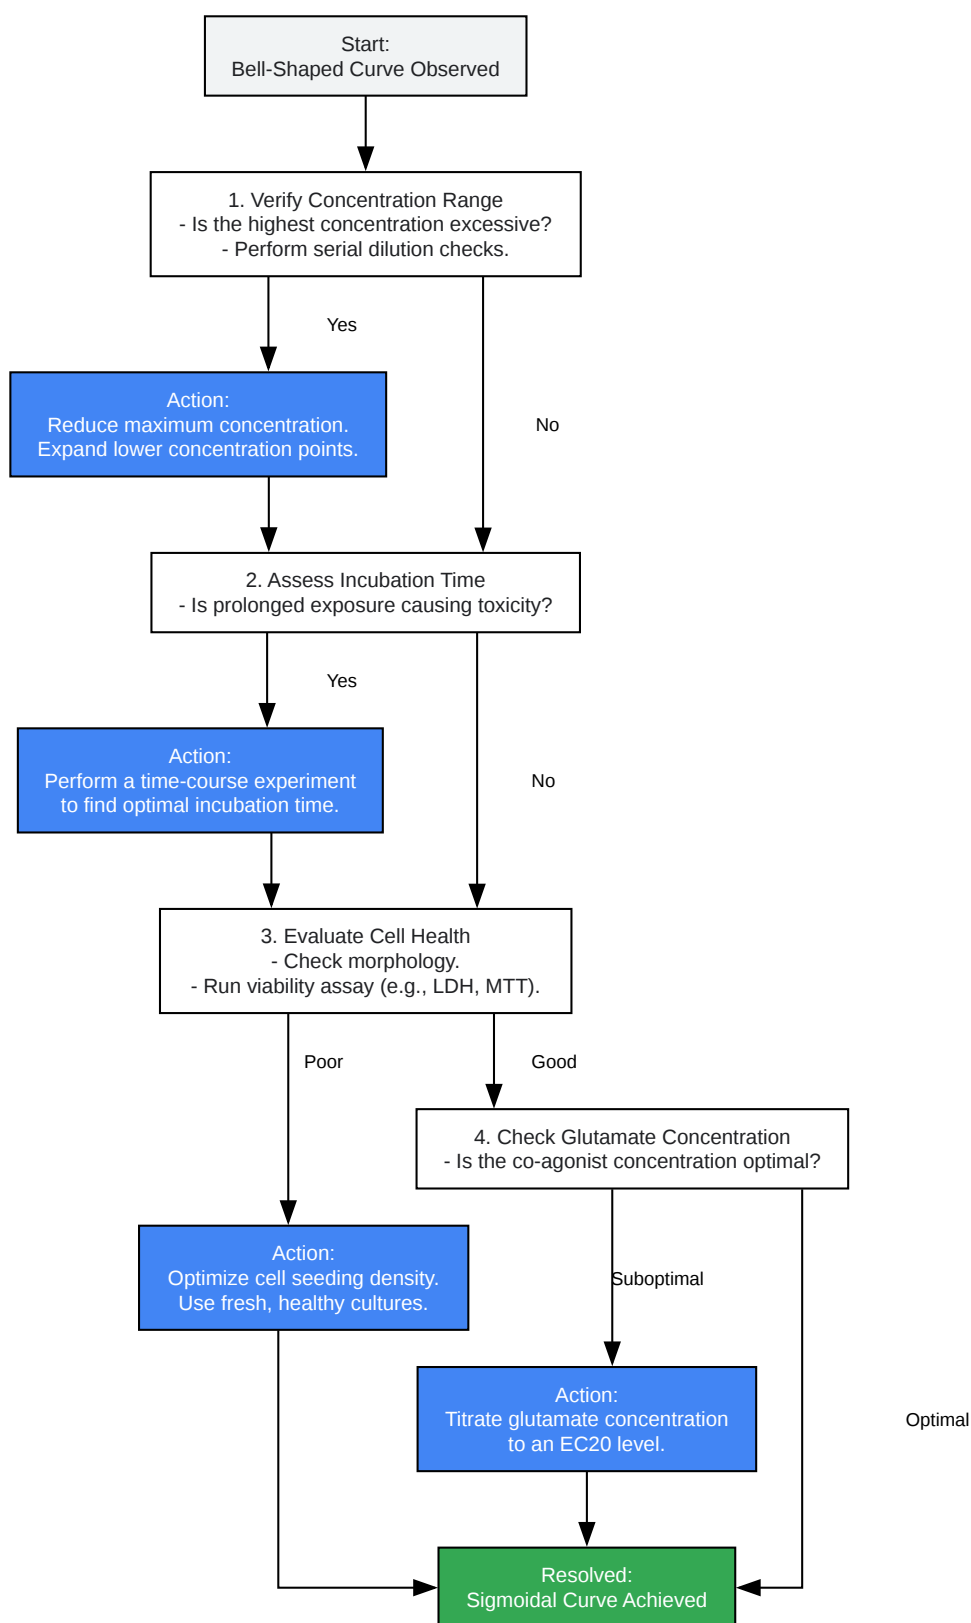 Start:
Bell-Shaped Curve Observed
1. Verify Concentration Range
- Is the highest concentration excessive?
- Perform serial dilution checks.
Yes
Action:
Reduce maximum concentration.
Expand lower concentration points.
No
2. Assess Incubation Time
- Is prolonged exposure causing toxicity?
Yes
Action:
Perform a time-course experiment
to find optimal incubation time.
No
3. Evaluate Cell Health
- Check morphology.
- Run viability assay (e.g., LDH, MTT).
Poor
Good
4. Check Glutamate Concentration
- Is the co-agonist concentration optimal?
Action:
Optimize cell seeding density.
Use fresh, healthy cultures.
Suboptimal
Action:
Titrate glutamate concentration
to an EC20 level.
Optimal
Resolved:
Sigmoidal Curve Achieved